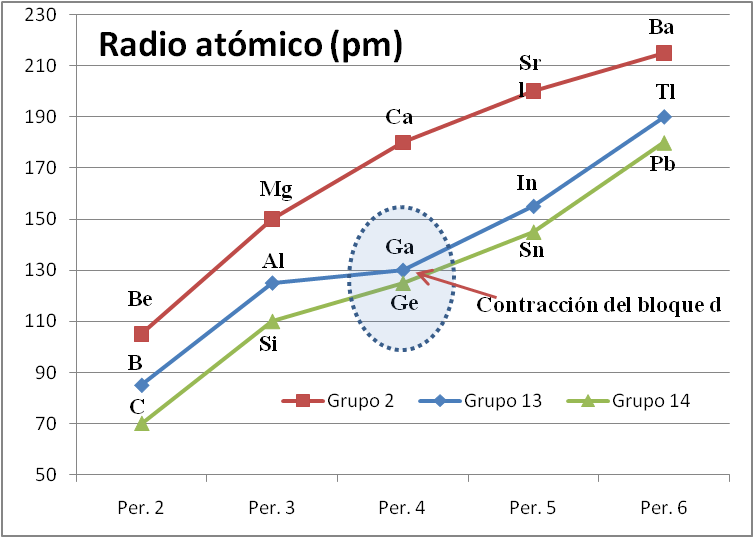 Radio atómico (pm)
230
210
190
170
150
130
110
90
70
50
Be
Mg
Ca
Sr
l
Ba
B
Al
Ga
In
Tl
C
Si
Ge
Sn
Pb
Contracción del bloque d
Grupo 2
Grupo 13
Grupo 14
Per. 2
Per. 3
Per. 4
Per. 5
Per. 6